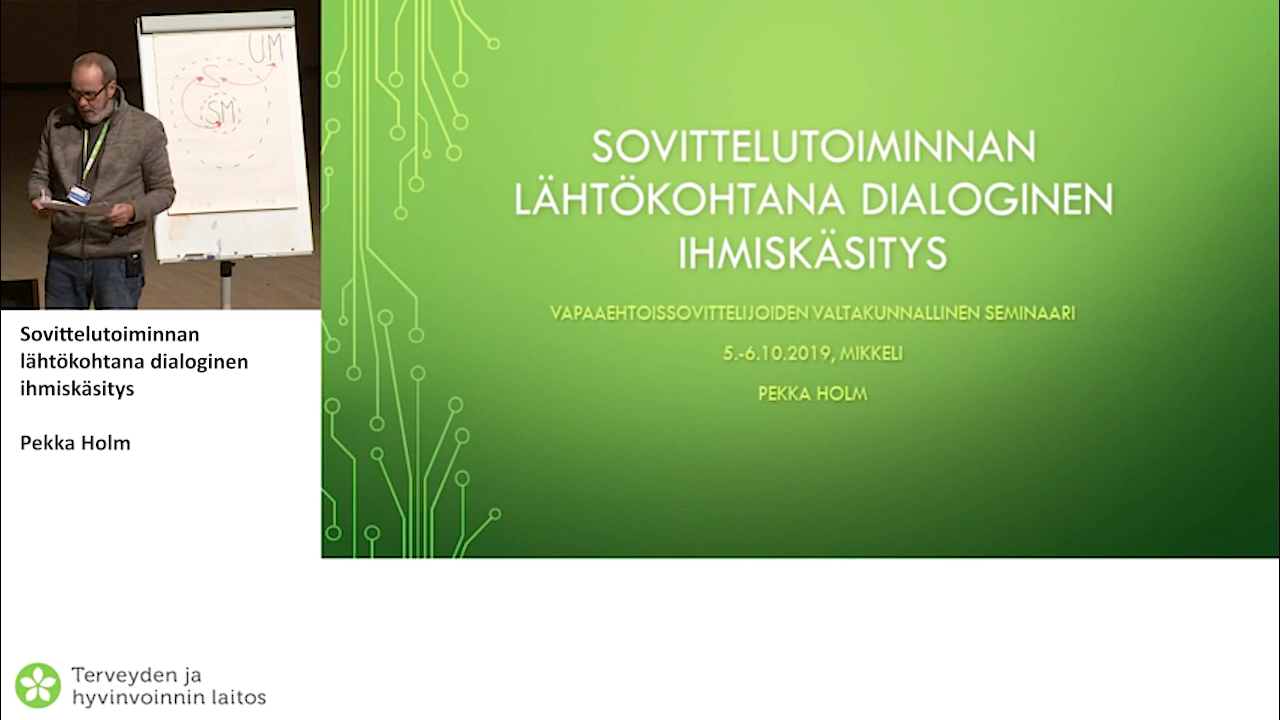 UM
S
SM
Sovittelutoiminnan
lähtökohtana dialoginen
ihmiskäsitys
Pekka Holm
SOVITTELUTOIMINNAN
LÄHTÖKOHTANA DIALOGINEN
IHMISKÄSITYS
VAPAAEHTOISSOVITTELIJOIDEN VALTAKUNNALLINEN SEMINAARI
5.-6.10.2019, MIKKELI
PEKKA HOLM
Terveyden ja
hyvinvoinnin laitos